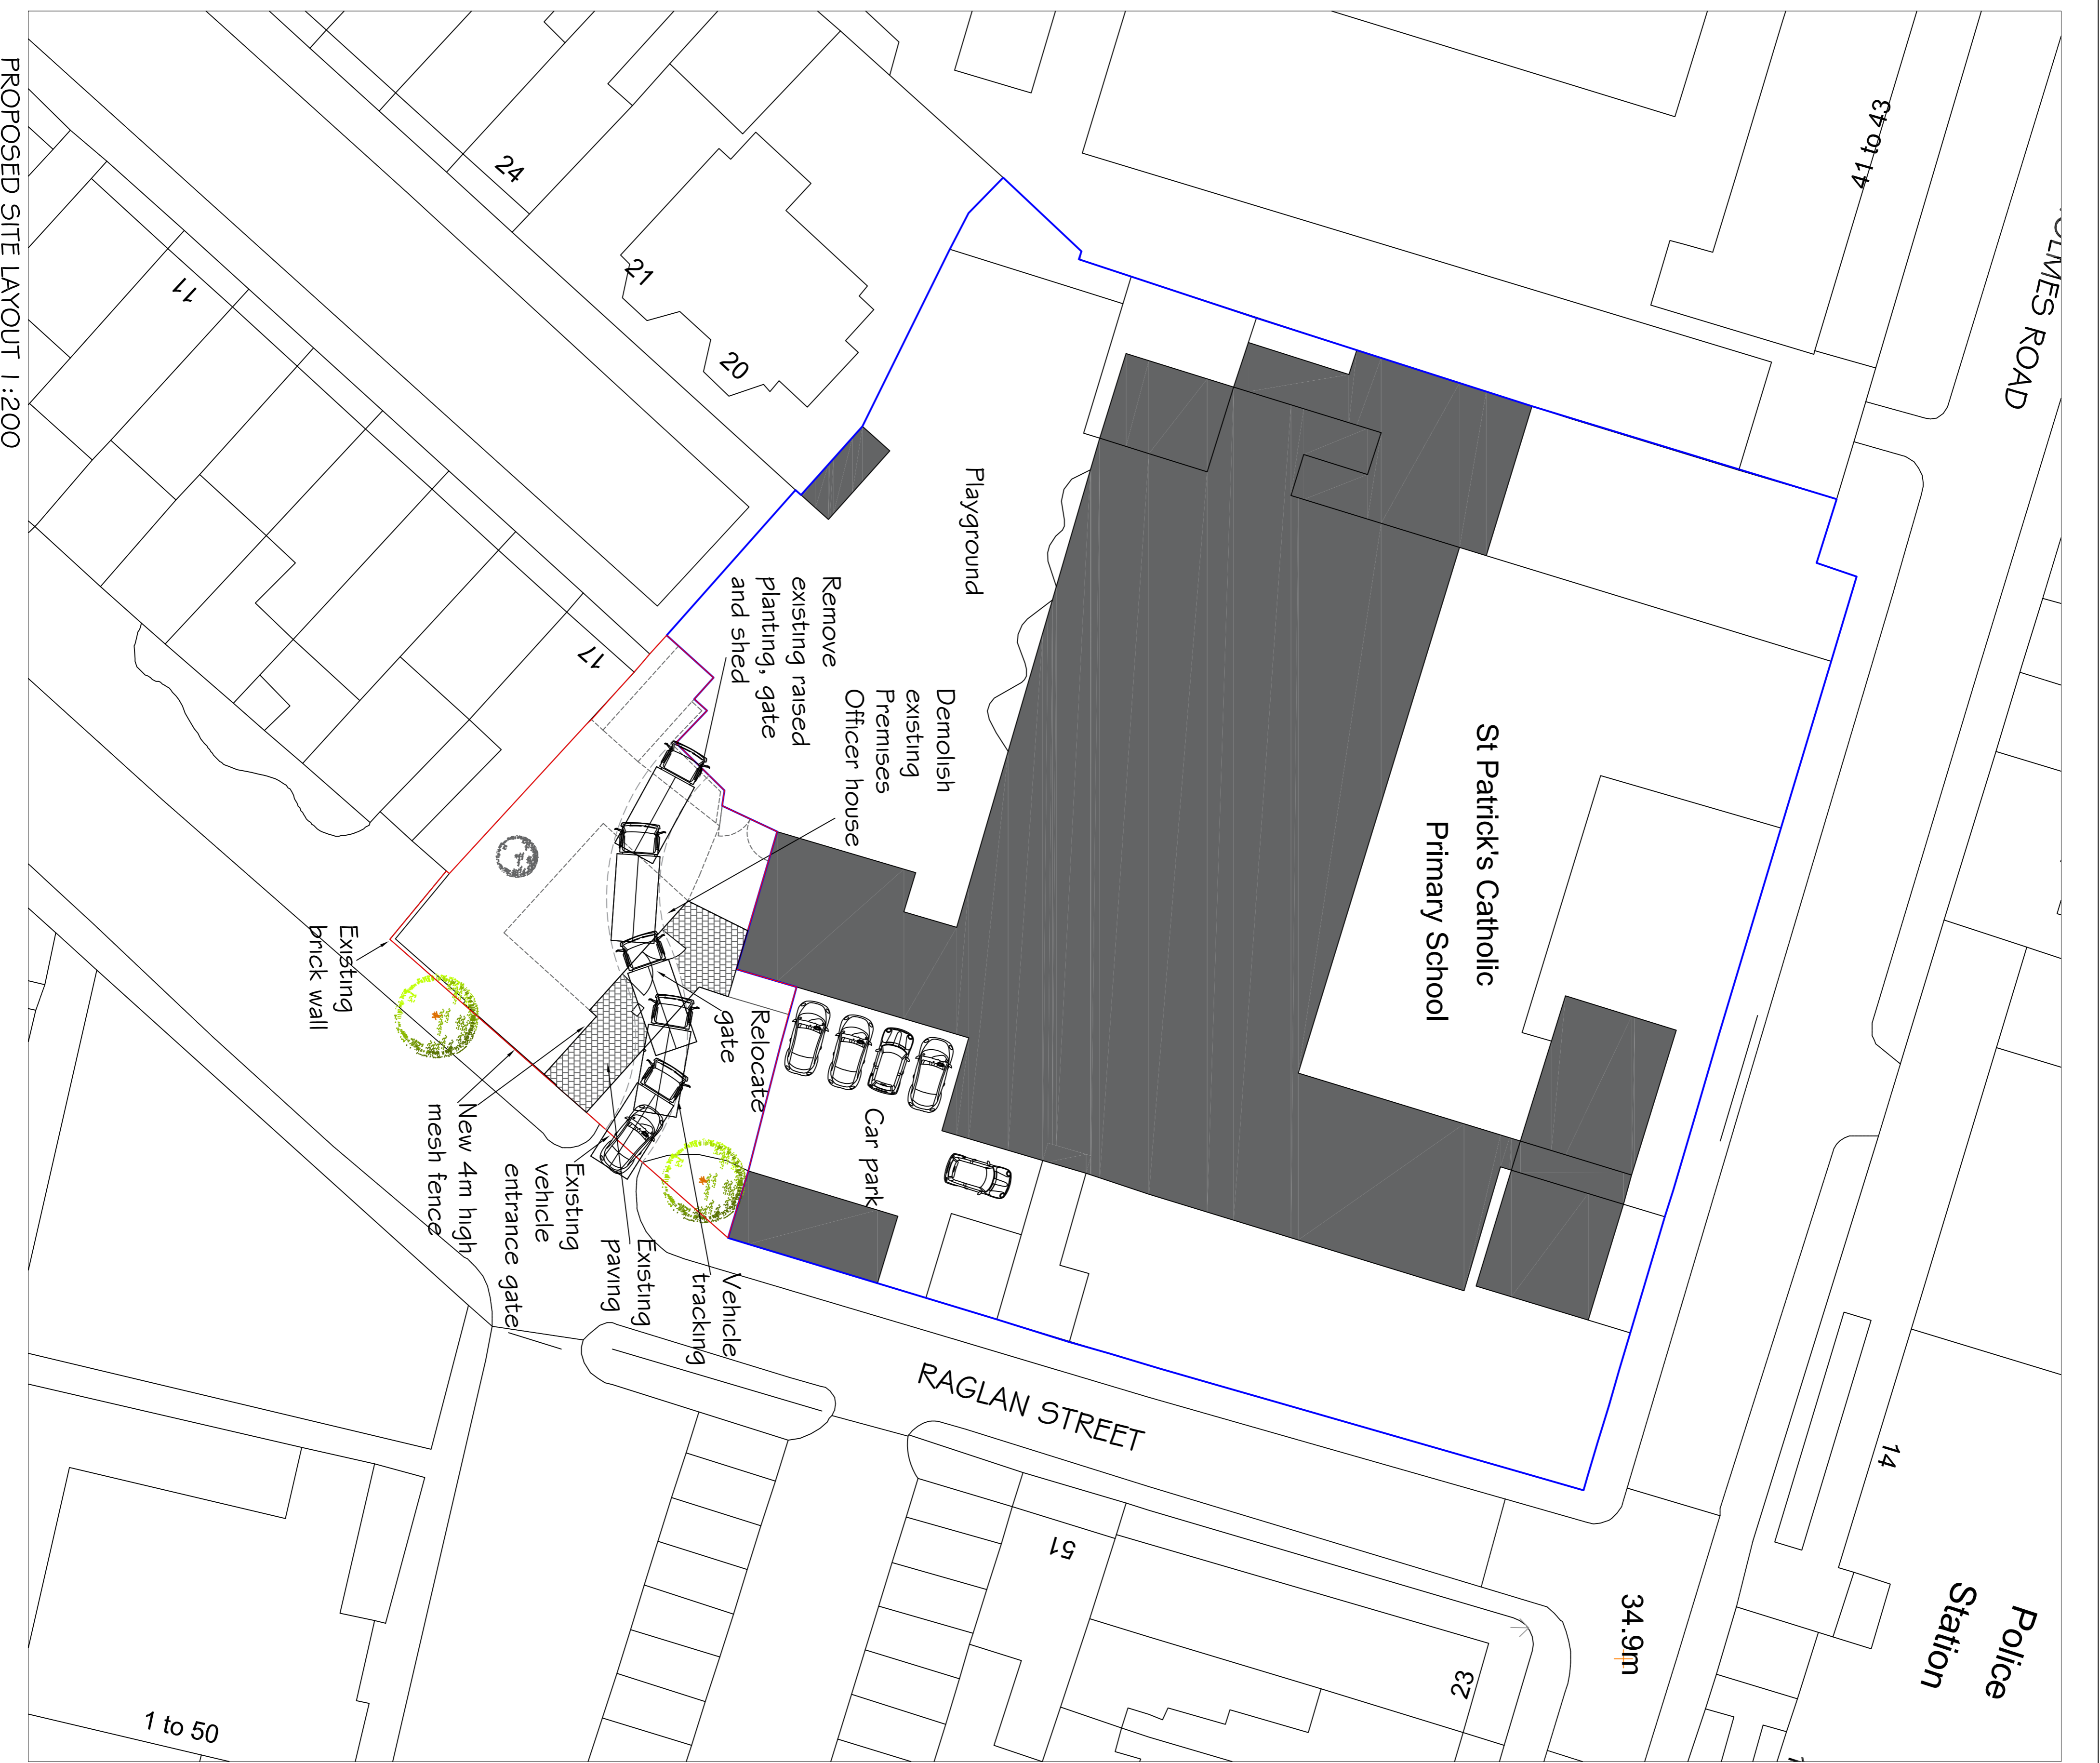 HOLMES ROAD
41 to 43
Police
Station
14
34.9m
St Patrick's Catholic
Primary School
Playground
Demolish
existing
Premises
Officer house
Remove
existing raised
planting, gate
and shed
Car park
Relocate
gate
Vehicle
tracking
Existing
paving
Existing
vehicle
entrance gate
New 4m high
mesh fence
Existing
brick wall
RAGLAN STREET
24
21
20
11
17
51
23
1 to 50
PROPOSED SITE LAYOUT 1:200